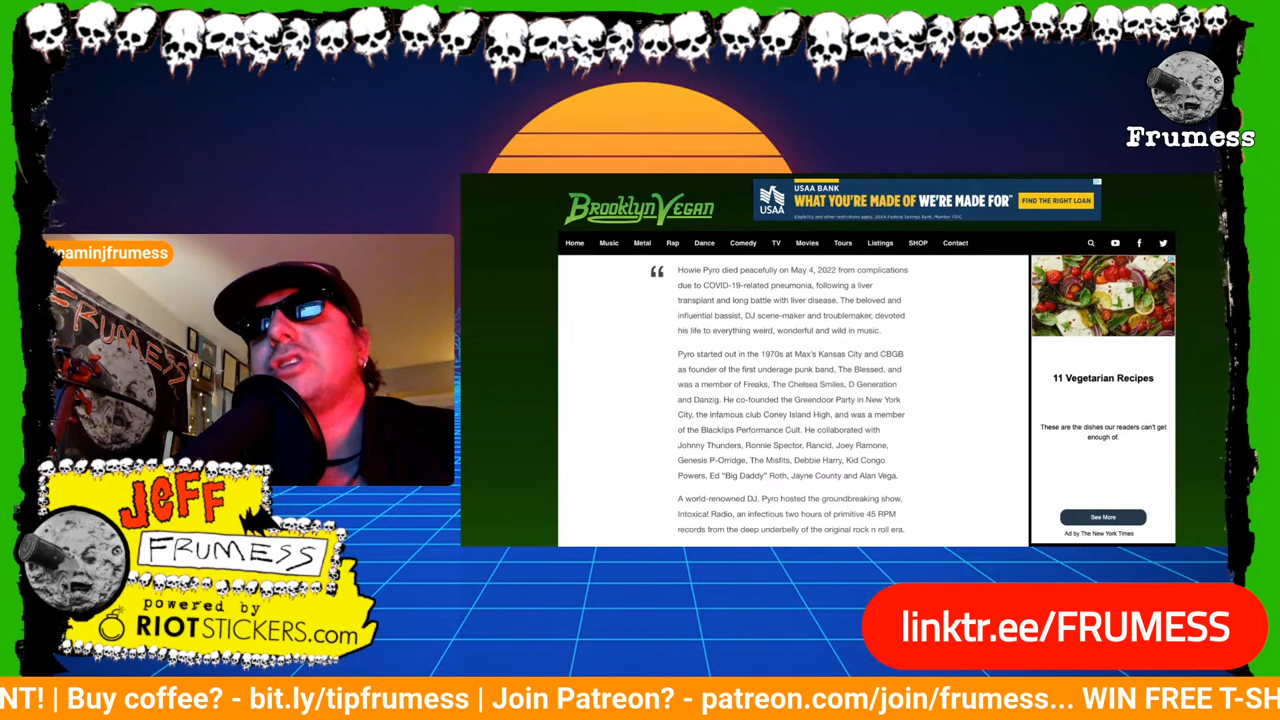 Frumess
BROOKLYNVEGAN
USAA BANK
WHAT YOU'RE MADE OF WE'RE MADE FOR™
FIND THE RIGHT LOAN
USAA
Home Music Metal Rap Dance Comedy TV Movies Tours Listings SHOP Contact
eaminjfrumess
FRUMESS
“ Howie Pyro died peacefully on May 4, 2022 from complications
due to COVID-19-related pneumonia, following a liver
transplant and long battle with liver disease. The beloved and
influential bassist, DJ scene-maker and troublemaker, devoted
his life to everything weird, wonderful and wild in music.
Pyro started out in the 1970s at Max's Kansas City and CBGB
as founder of the first underage punk band, The Blessed, and
was a member of Freaks, The Chelsea Smiles, D Generation
and Danzig. He co-founded the Greendoor Party in New York
City, the infamous club Coney Island High, and was a member
of the Blacklips Performance Cult. He collaborated with
Johnny Thunders, Ronnie Spector, Rancid, Joey Ramone,
Genesis P-Orridge, The Misfits, Debbie Harry, Kid Congo
Powers, Ed “Big Daddy” Roth, Jayne County and Alan Vega.
A world-renowned DJ, Pyro hosted the groundbreaking show,
Intoxica! Radio, an infectious two hours of primitive 45 RPM
records from the deep underbelly of the original rock n roll era.
11 Vegetarian Recipes
These are the dishes our readers can't get
enough of.
See More
Ad by The New York Times
JEFF
FRUMESS
powered by
RIOTSTICKERS.com
linktr.ee/FRUMESS
NT! | Buy coffee? - bit.ly/tipfrumess | Join Patreon? - patreon.com/join/frumess... WIN FREE T-SH